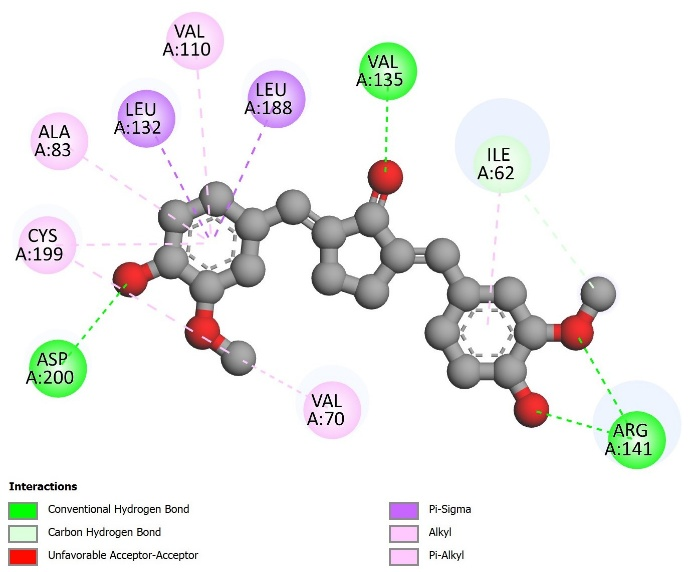 VAL
A:110
VAL
A:135
LEU
A:188
LEU
A:132
ALA
A:83
ILE
A:62
CYS
A:199
ASP
A:200
VAL
A:70
ARG
A:141
Interactions
Conventional Hydrogen Bond
Carbon Hydrogen Bond
Unfavorable Acceptor-Acceptor
Pi-Sigma
Alkyl
Pi-Alkyl